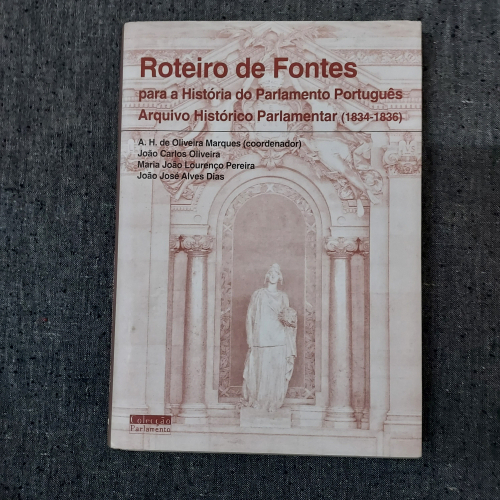 Roteiro de Fontes
para a História do Parlamento Português
Arquivo Histórico Parlamentar (1834-1836)
A. H. de Oliveira Marques (coordenador)
João Carlos Oliveira
Maria João Lourenço Pereira
João José Alves Dias
Colecção
Parlamento